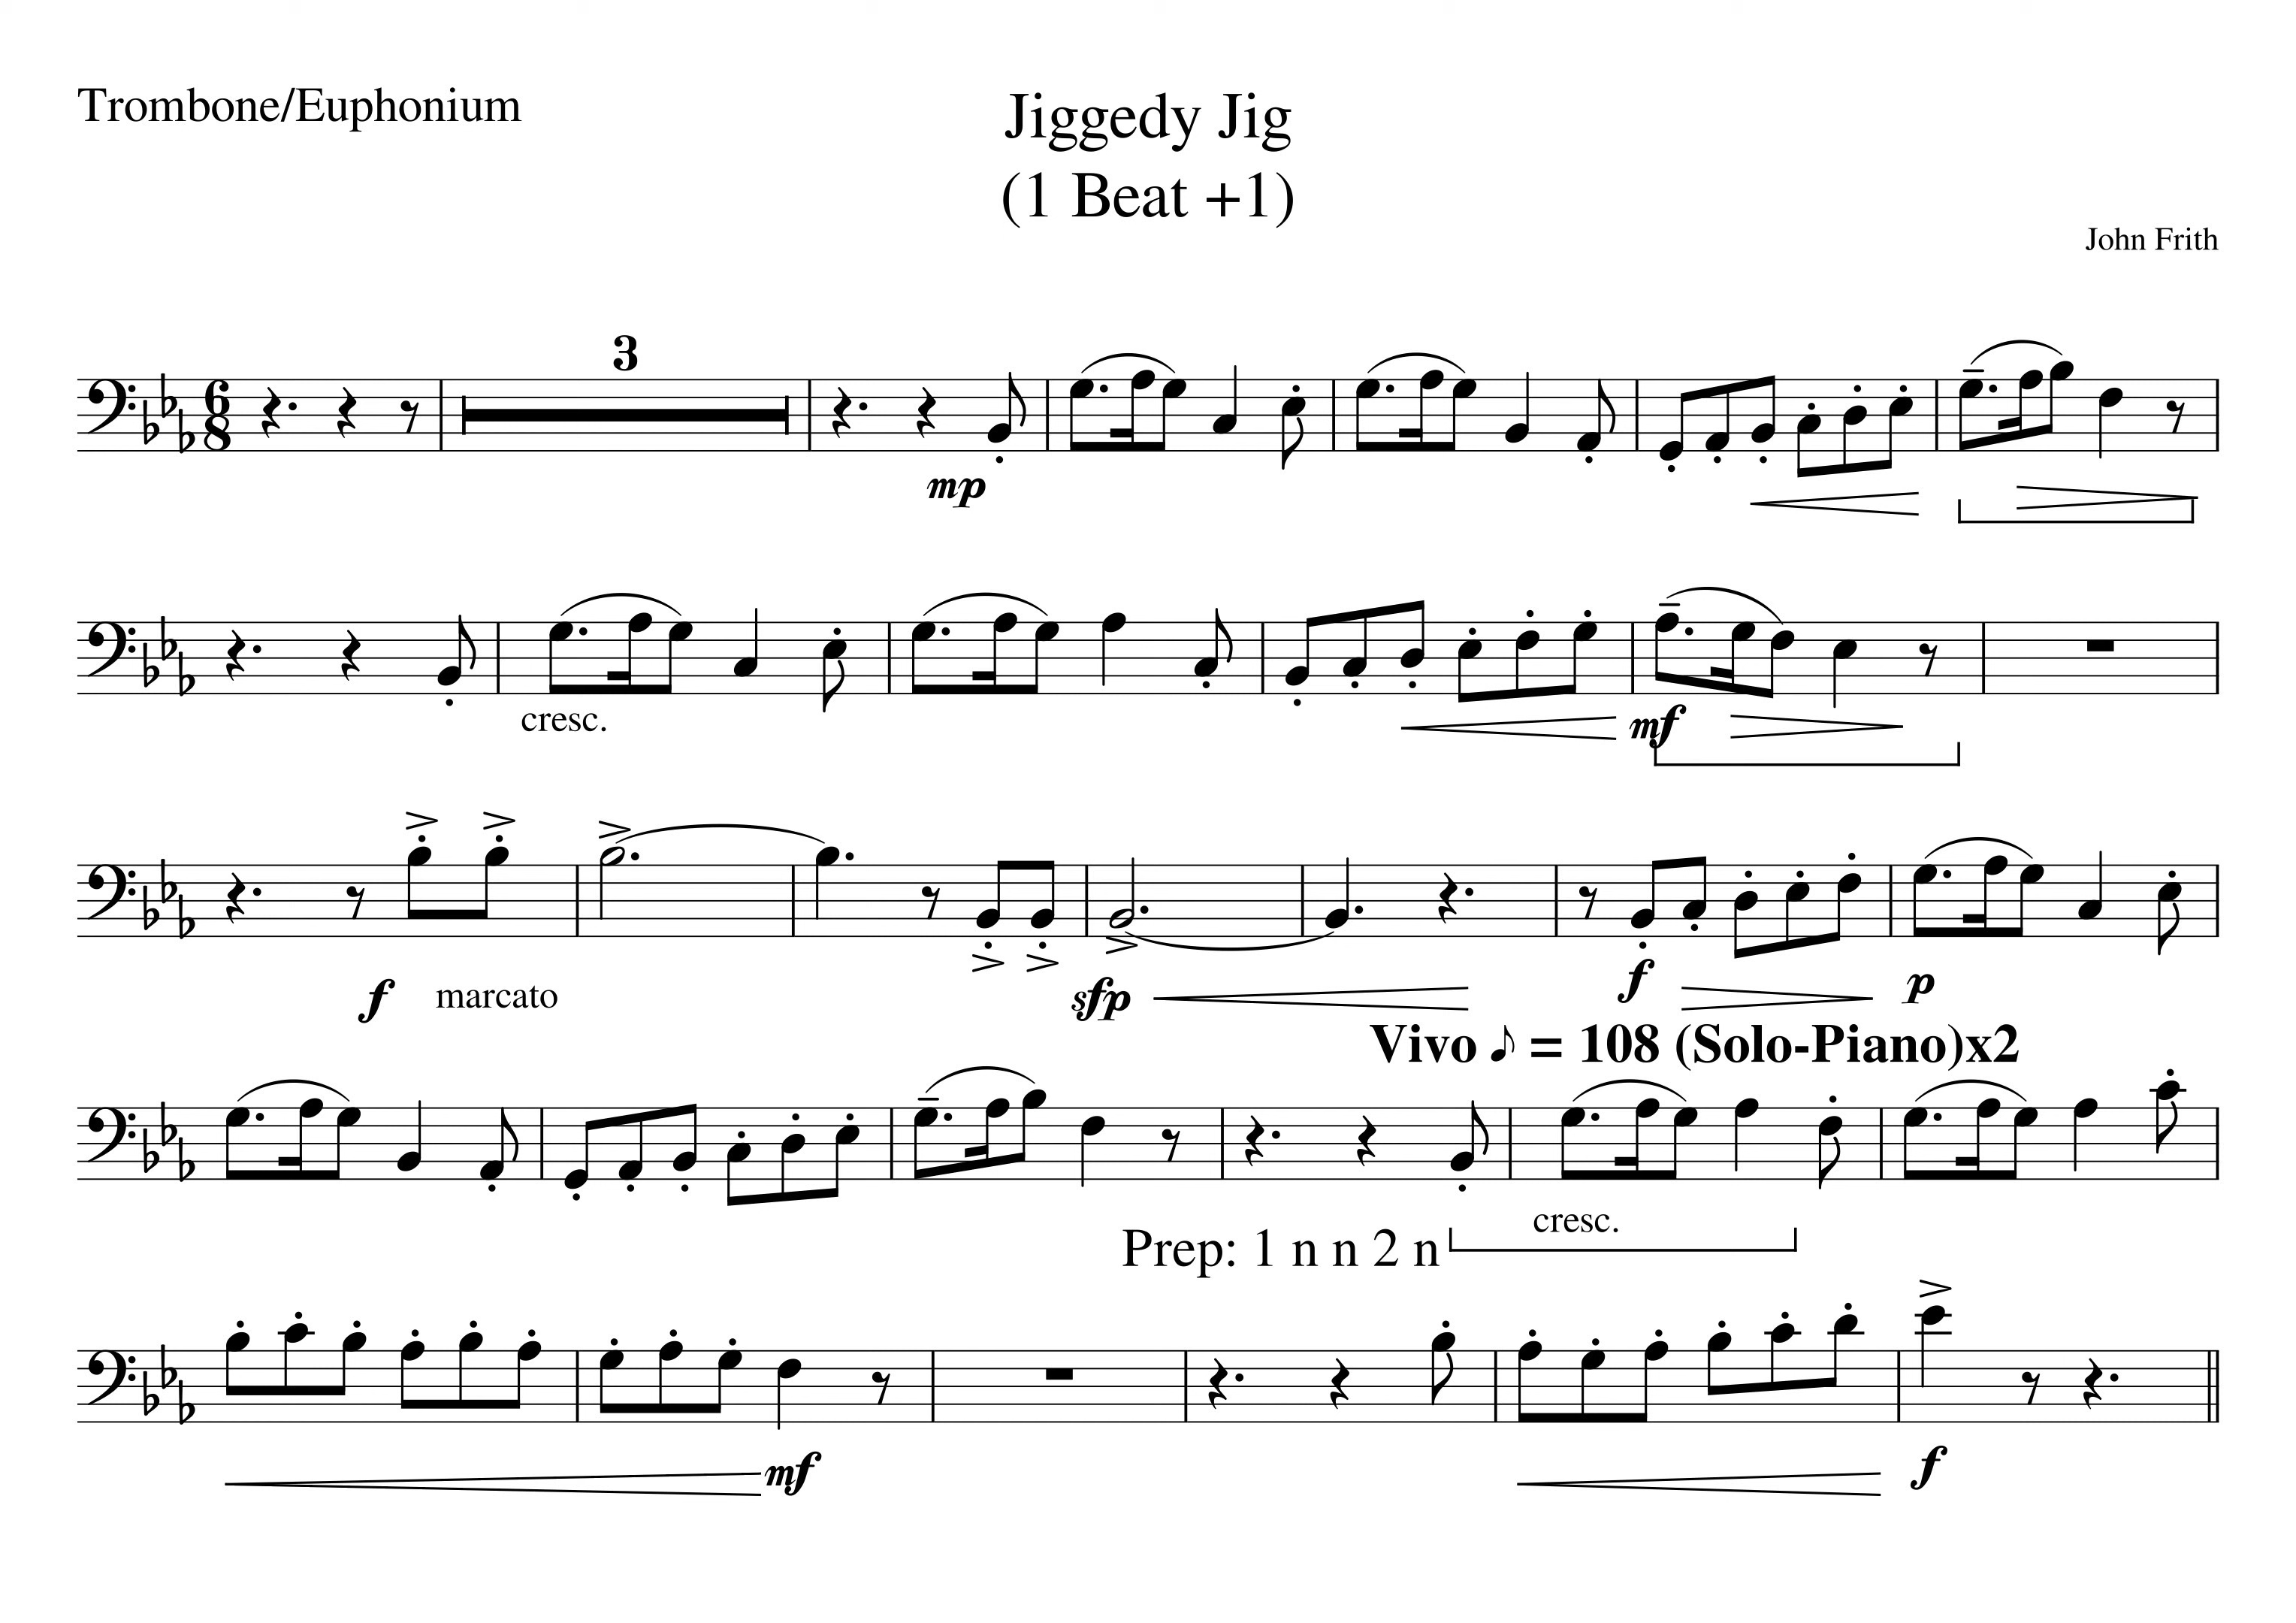 Trombone/Euphonium
Jiggedy Jig
(1 Beat +1)
John Frith
3
mp
cresc.
mf
f marcato
sfp
f
p
Vivo ♪ = 108 (Solo-Piano)x2
cresc.
Prep: 1 n n 2 n
mf
f